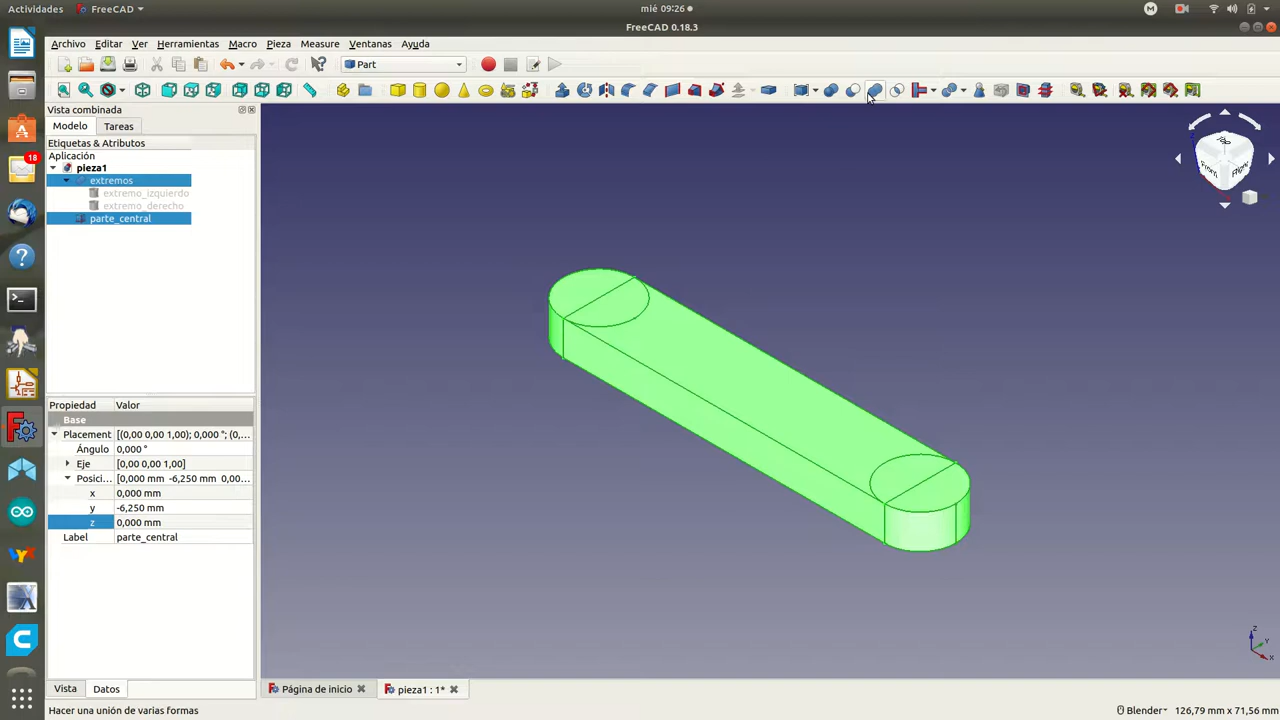 Actividades FreeCAD mié 09:26
FreeCAD 0.18.3
Archivo Editar Ver Herramientas Macro Pieza Measure Ventanas Ayuda
Part
Vista combinada
Modelo Tareas
Etiquetas & Atributos
Aplicación
pieza1
extremos
extremo_izquierdo
extremo_derecho
parte_central
18
Propiedad Valor
Base
Placement [(0,00 0,00 1,00); 0,000 °; (0,...
Ángulo 0,000 °
Eje [0,00 0,00 1,00]
Posici... [0,000 mm -6,250 mm 0,00...
x 0,000 mm
y -6,250 mm
z 0,000 mm
Label parte_central
Vista Datos
Página de inicio pieza1 : 1*
Hacer una unión de varias formas Blender 126,79 mm x 71,56 mm